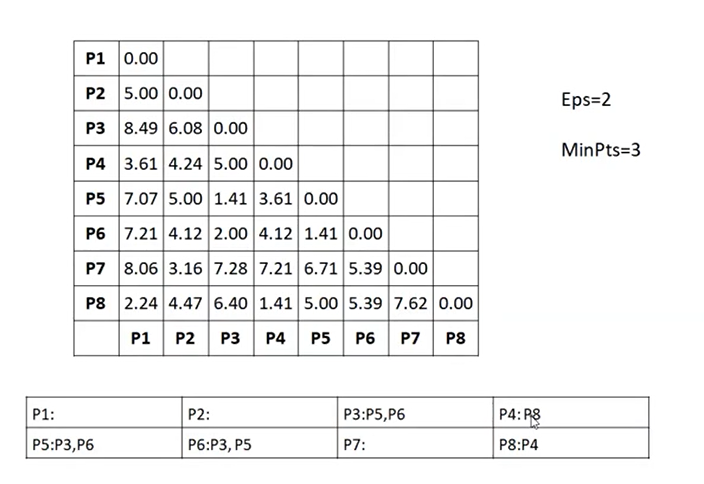 P1 0.00
P2 5.00 0.00
Eps=2
P3 8.49 6.08 0.00
MinPts=3
P4 3.61 4.24 5.00 0.00
P5 7.07 5.00 1.41 3.61 0.00
P6 7.21 4.12 2.00 4.12 1.41 0.00
P7 8.06 3.16 7.28 7.21 6.71 5.39 0.00
P8 2.24 4.47 6.40 1.41 5.00 5.39 7.62 0.00
P1 P2 P3 P4 P5 P6 P7 P8
P1: P2: P3:P5,P6 P4: P8
P5:P3,P6 P6:P3, P5 P7: P8:P4